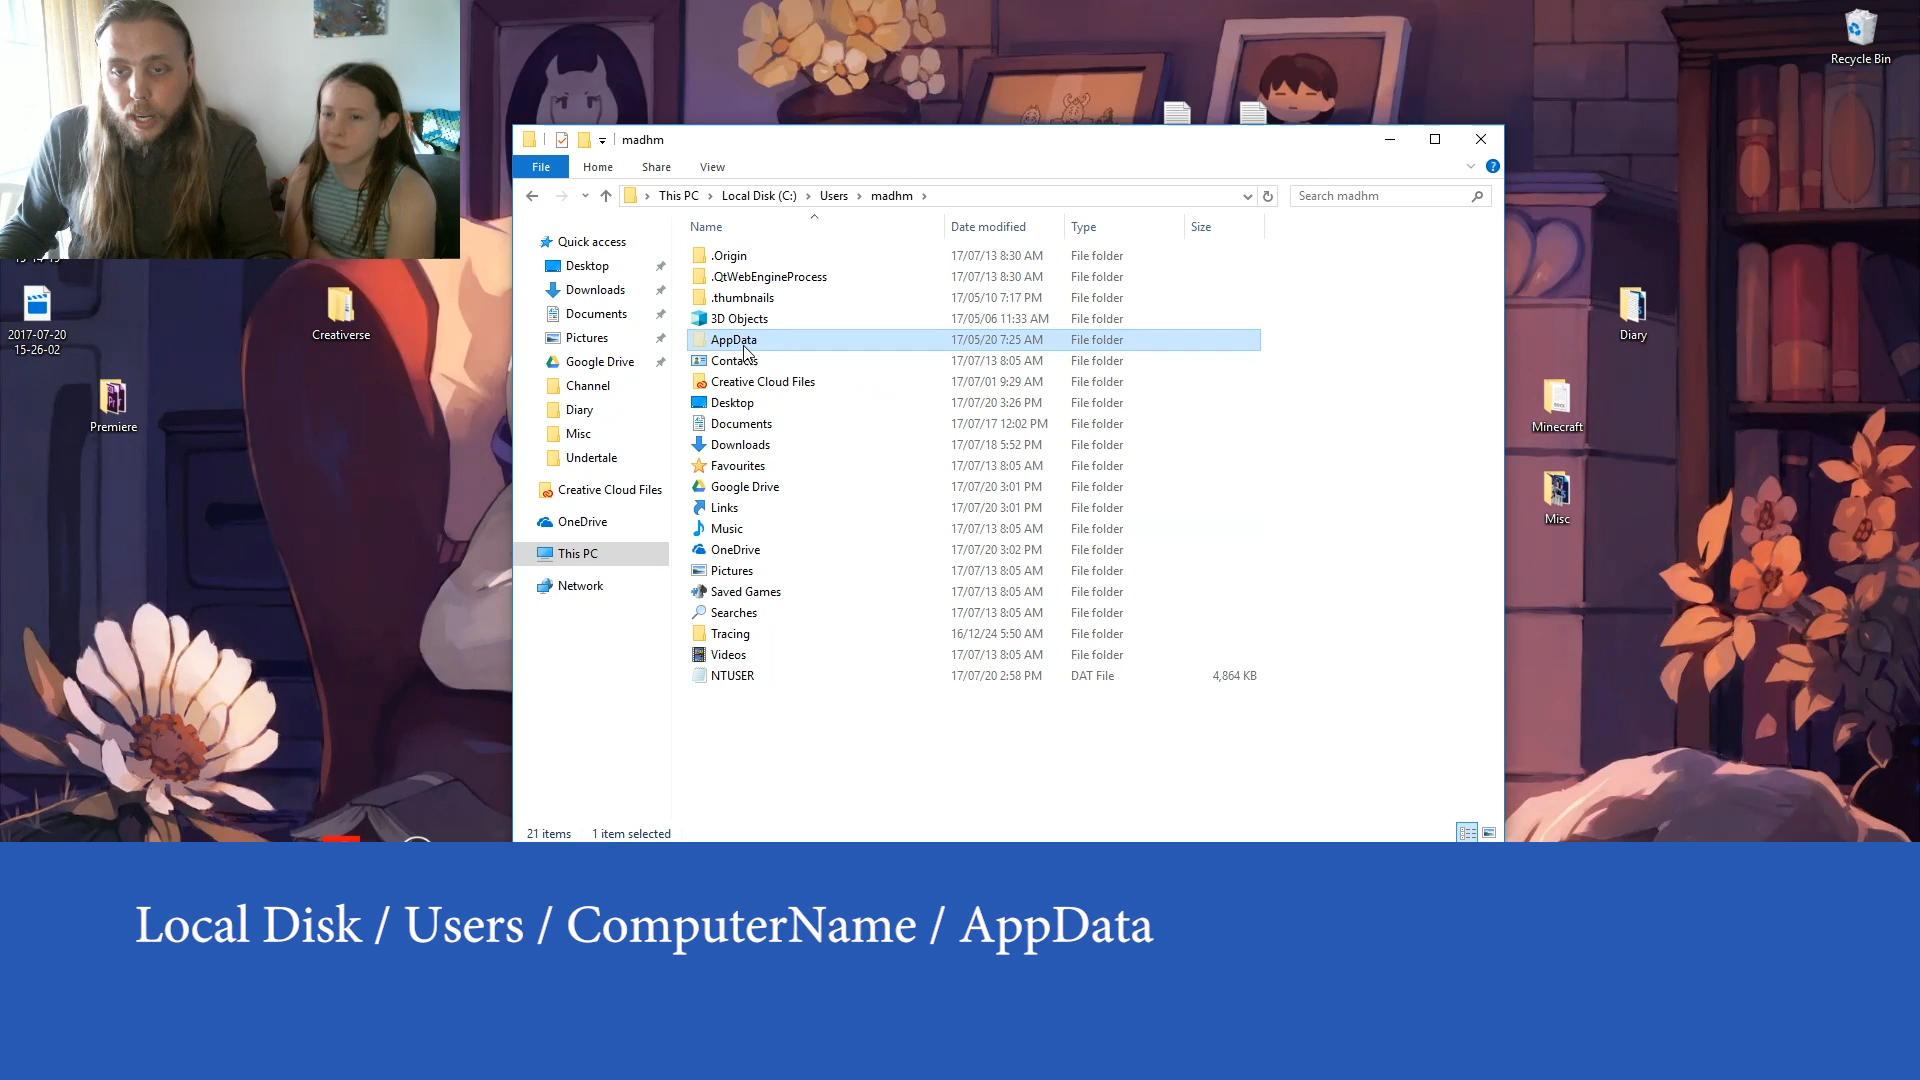 Recycle Bin
madhm
File Home Share View
This PC Local Disk (C:) Users madhm
Search madhm
Name Date modified Type Size
Quick access
Desktop
Downloads
Documents
Pictures
Google Drive
Channel
Diary
Misc
Undertale
Creative Cloud Files
OneDrive
This PC
Network
.Origin 17/07/13 8:30 AM File folder
.QtWebEngineProcess 17/07/13 8:30 AM File folder
.thumbnails 17/05/10 7:17 PM File folder
3D Objects 17/05/06 11:33 AM File folder
AppData 17/05/20 7:25 AM File folder
Contacts 17/07/13 8:05 AM File folder
Creative Cloud Files 17/07/01 9:29 AM File folder
Desktop 17/07/20 3:26 PM File folder
Documents 17/07/17 12:02 PM File folder
Downloads 17/07/18 5:52 PM File folder
Favourites 17/07/13 8:05 AM File folder
Google Drive 17/07/20 3:01 PM File folder
Links 17/07/20 3:01 PM File folder
Music 17/07/13 8:05 AM File folder
OneDrive 17/07/20 3:02 PM File folder
Pictures 17/07/13 8:05 AM File folder
Saved Games 17/07/13 8:05 AM File folder
Searches 17/07/13 8:05 AM File folder
Tracing 16/12/24 5:50 AM File folder
Videos 17/07/13 8:05 AM File folder
NTUSER 17/07/20 2:58 PM DAT File 4,864 KB
21 items 1 item selected
2017-07-20
15-26-02
Creativerse
Premiere
Diary
Minecraft
Misc
Local Disk / Users / ComputerName / AppData